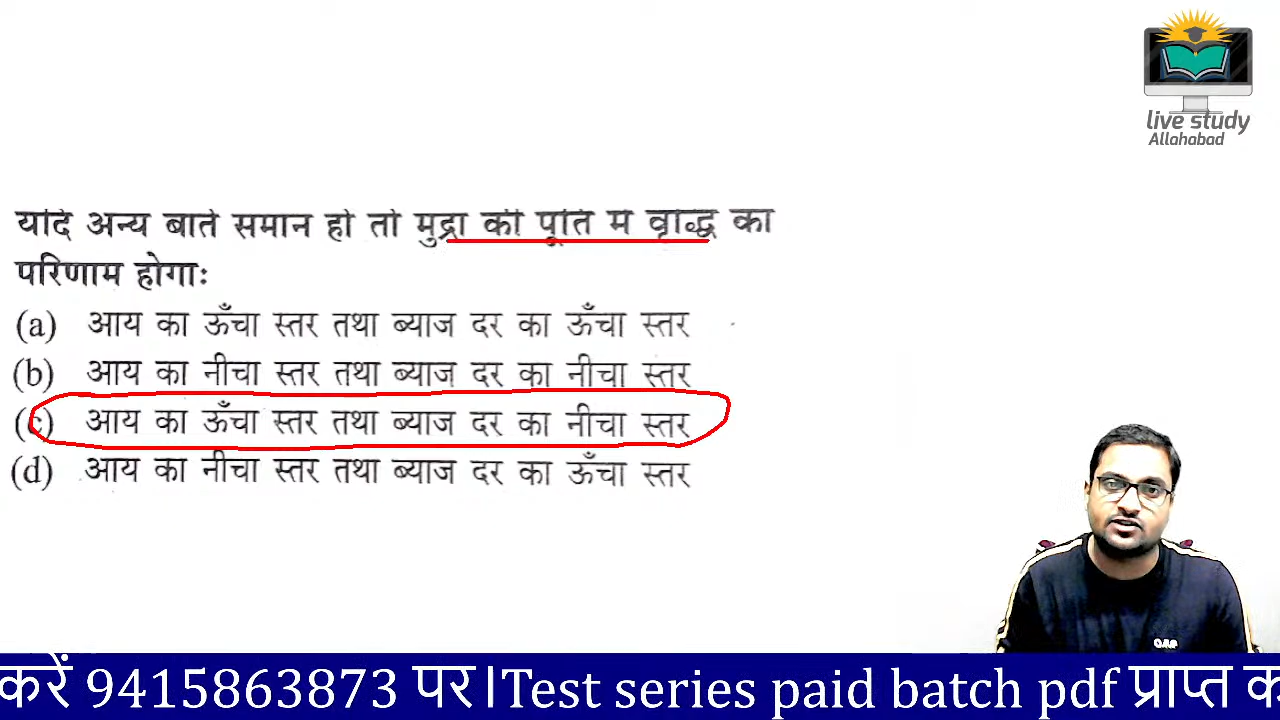 live study
Allahabad
यदि अन्य बातें समान हों तो मुद्रा की पूर्ति में वृद्धि का
परिणाम होगाः
(a) आय का ऊँचा स्तर तथा ब्याज दर का ऊँचा स्तर
(b) आय का नीचा स्तर तथा ब्याज दर का नीचा स्तर
(c) आय का ऊँचा स्तर तथा ब्याज दर का नीचा स्तर
(d) आय का नीचा स्तर तथा ब्याज दर का ऊँचा स्तर
करें 9415863873 पर।Test series paid batch pdf प्राप्त क